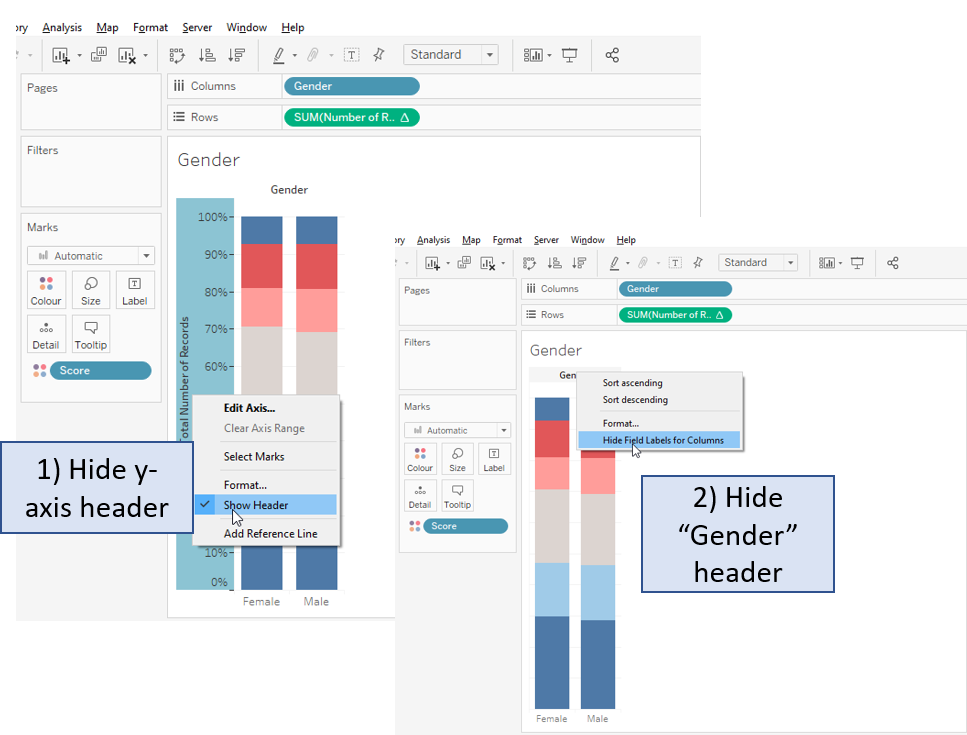 ory Analysis Map Format Server Window Help
Standard
Pages
Columns
Gender
Rows
SUM(Number of R.. Δ
Filters
Gender
Gender
Marks
Automatic
Colour Size Label
Detail Tooltip
Score
100%
90%
80%
70%
60%
10%
0%
Total Number of Records
Female Male
Edit Axis...
Clear Axis Range
Select Marks
Format...
Show Header
Add Reference Line
1) Hide y-
axis header
ory Analysis Map Format Server Window Help
Standard
Pages
Columns
Gender
Rows
SUM(Number of R.. Δ
Filters
Gender
Gen
Marks
Automatic
Colour Size Label
Detail Tooltip
Score
Sort ascending
Sort descending
Format...
Hide Field Labels for Columns
Female Male
2) Hide
“Gender”
header